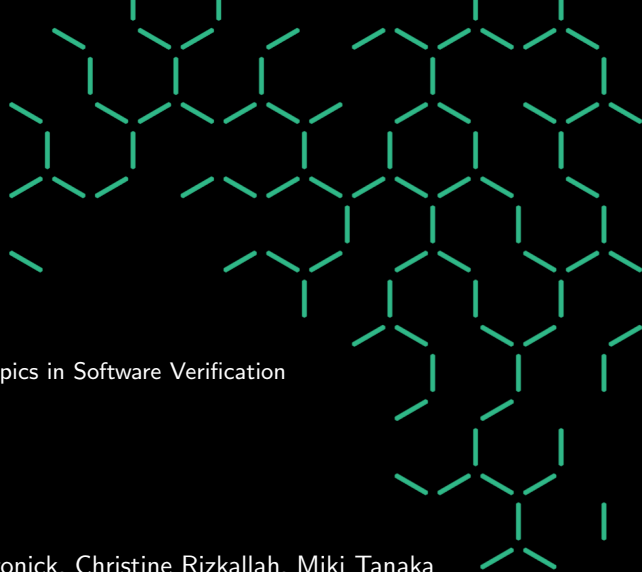 pics in Software Verification
onick, Christine Rizkallah, Miki Tanaka